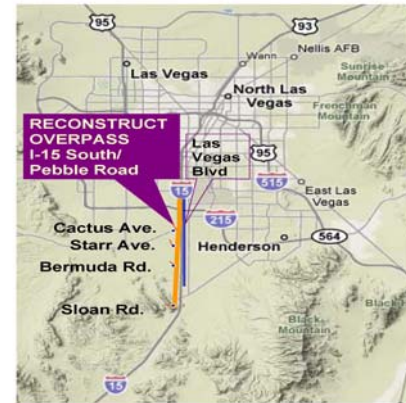 95
93
Nellis AFB
Wann
Las Vegas
Sunrise
Mountain
North Las
Vegas
Frenchman
Mountain
RECONSTRUCT
OVERPASS
I-15 South/
Pebble Road
Las
Vegas
Blvd
95
515
15
East Las
Vegas
215
Cactus Ave.
Starr Ave.
Henderson
564
Bermuda Rd.
Sloan Rd.
Black
Mountain
Black
15